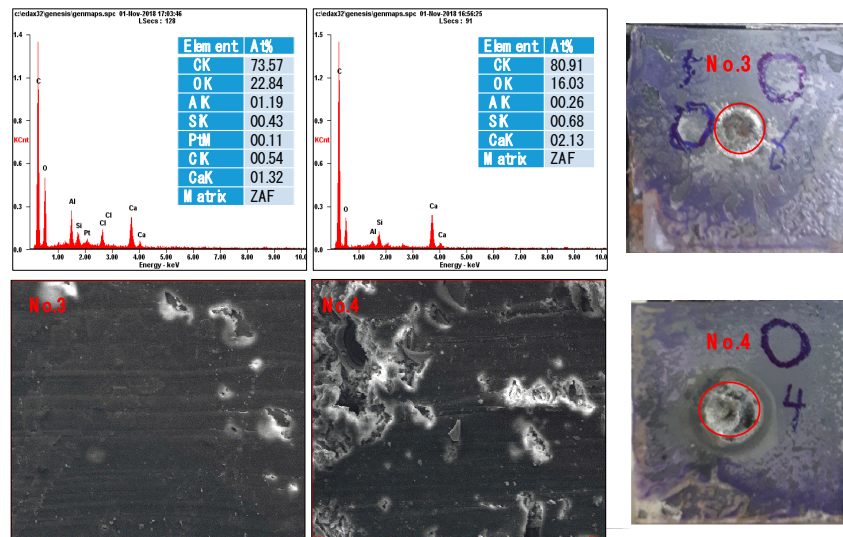 c:\edax32\genesis\genmaps.spc 01-Nov-2018 17:03:46
LSecs : 128
1.4
1.1
0.8
KCnt
0.6
0.3
0.0
C
O
Al
Si
Pt
Cl
Cl
Ca
Ca
1.00 2.00 3.00 4.00 5.00 6.00 7.00 8.00 9.00 10.0
Energy - keV
Element At%
CK 73.57
OK 22.84
AlK 01.19
SiK 00.43
PtM 00.11
ClK 00.54
CaK 01.32
Matrix ZAF
c:\edax32\genesis\genmaps.spc 01-Nov-2018 16:56:25
LSecs : 91
1.5
1.2
0.9
KCnt
0.6
0.3
0.0
C
O
Al
Si
Ca
Ca
1.00 2.00 3.00 4.00 5.00 6.00 7.00 8.00 9.00 10.0
Energy - keV
Element At%
CK 80.91
OK 16.03
AlK 00.26
SiK 00.68
CaK 02.13
Matrix ZAF
No.3
No.3
No.4
No.4
4